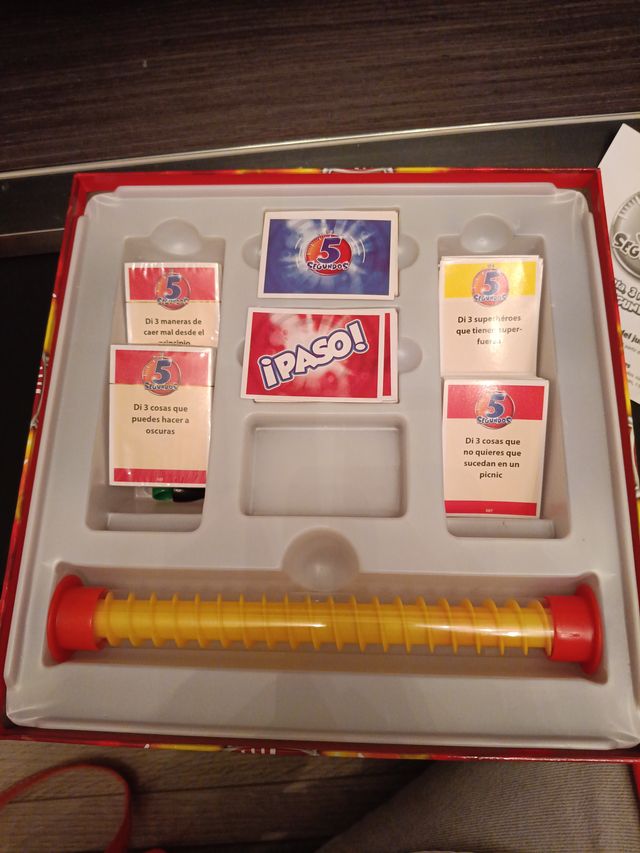 5
SEGUNDOS
¡PASO!
5
SEGUNDOS
Di 3 maneras de
caer mal desde el
principio
5
SEGUNDOS
Di 3 cosas que
puedes hacer a
oscuras
5
SEGUNDOS
Di 3 superhéroes
que tienen super-
fuerza
5
SEGUNDOS
Di 3 cosas que
no quieres que
sucedan en un
picnic